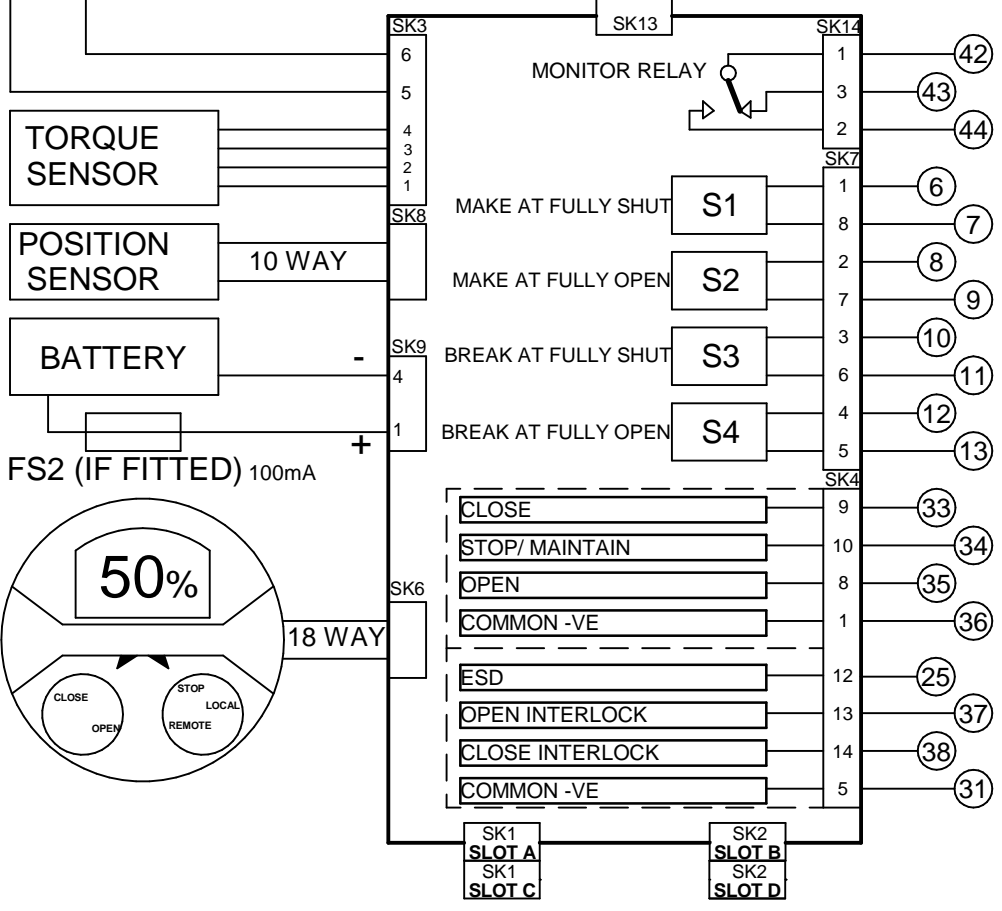 SK13
SK3
6
5
4
3
2
1
TORQUE
SENSOR
SK8
POSITION
SENSOR
10 WAY
BATTERY
-
SK9
4
+
1
FS2 (IF FITTED) 100mA
50%
CLOSE
OPEN
STOP
LOCAL
REMOTE
18 WAY
SK6
MONITOR RELAY
SK14
1
42
3
43
2
44
SK7
MAKE AT FULLY SHUT
S1
1
6
8
7
MAKE AT FULLY OPEN
S2
2
8
7
9
BREAK AT FULLY SHUT
S3
3
10
6
11
BREAK AT FULLY OPEN
S4
4
12
5
13
SK4
CLOSE
9
33
STOP/ MAINTAIN
10
34
OPEN
8
35
COMMON -VE
1
36
ESD
12
25
OPEN INTERLOCK
13
37
CLOSE INTERLOCK
14
38
COMMON -VE
5
31
SK1
SLOT A
SK1
SLOT C
SK2
SLOT B
SK2
SLOT D